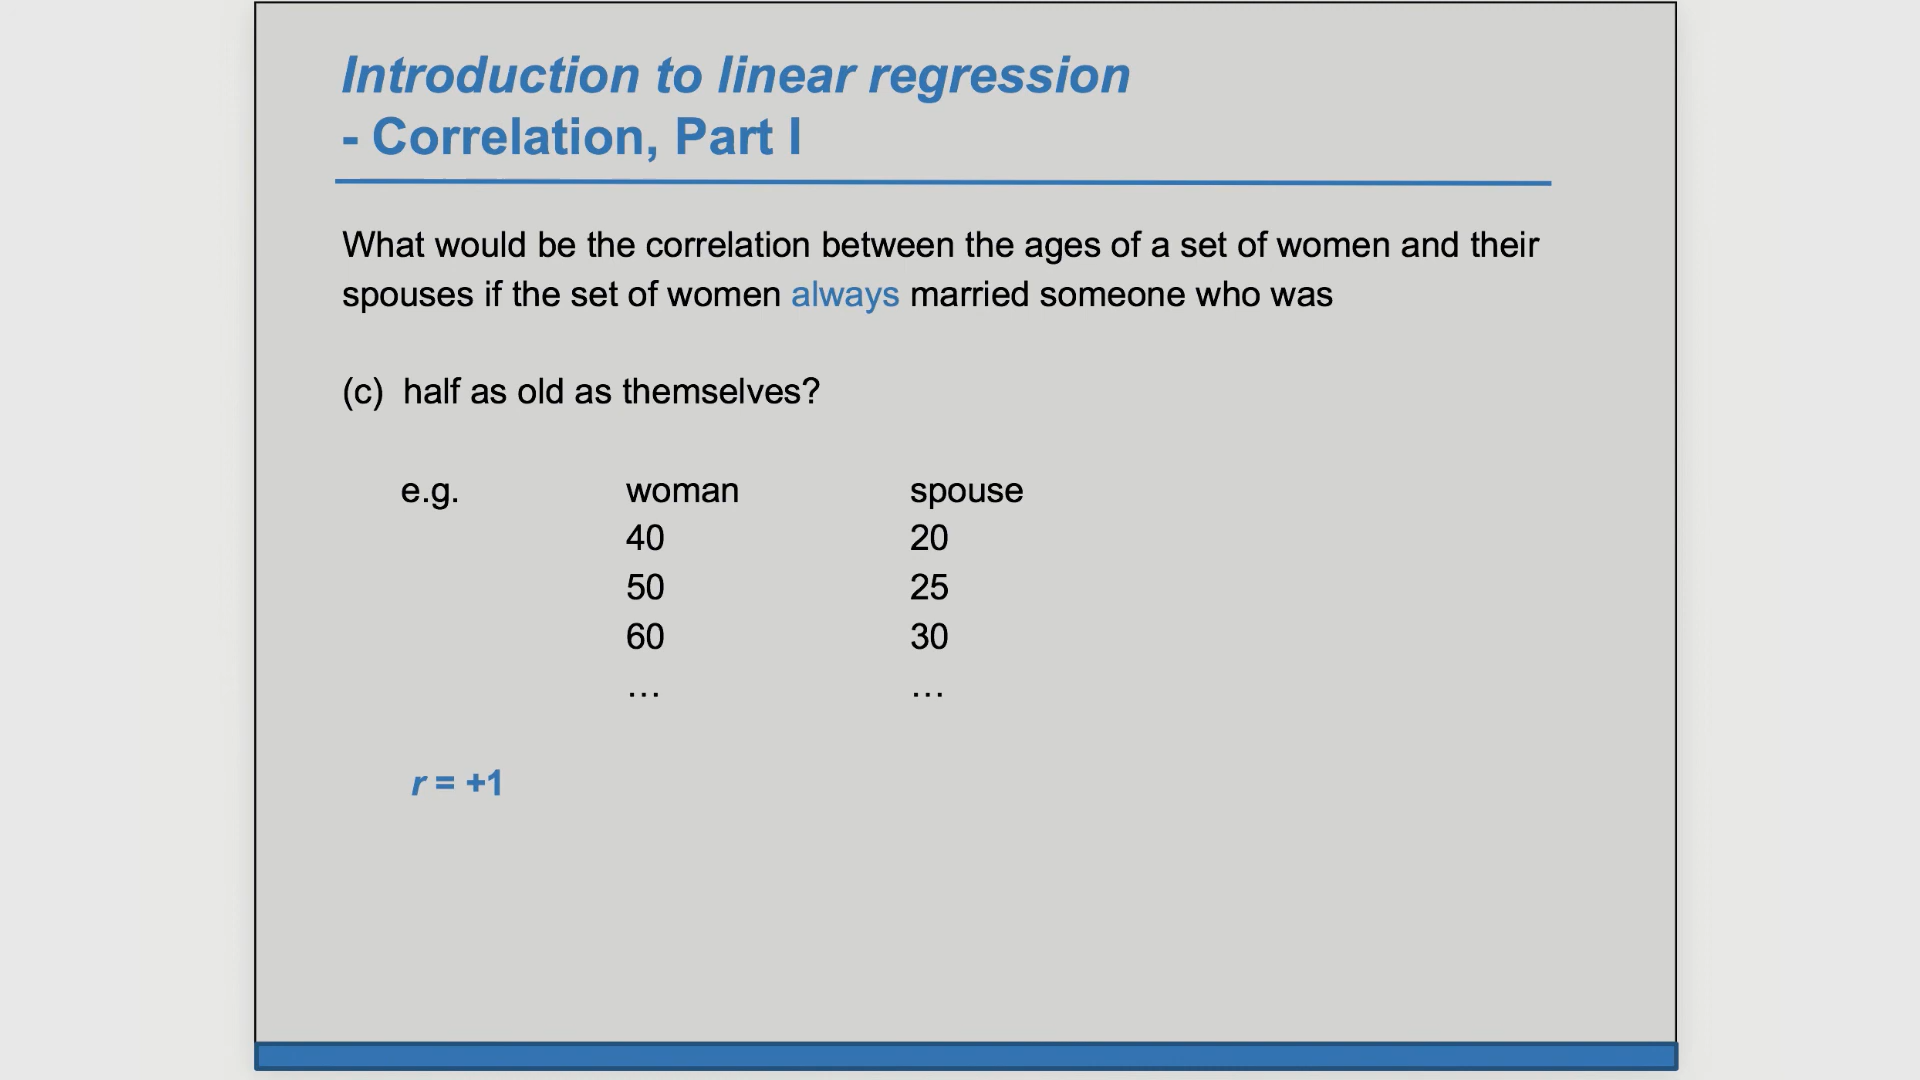 Introduction to linear regression
- Correlation, Part I
What would be the correlation between the ages of a set of women and their
spouses if the set of women always married someone who was
(c) half as old as themselves?
e.g. woman spouse
40 20
50 25
60 30
… …
r = +1